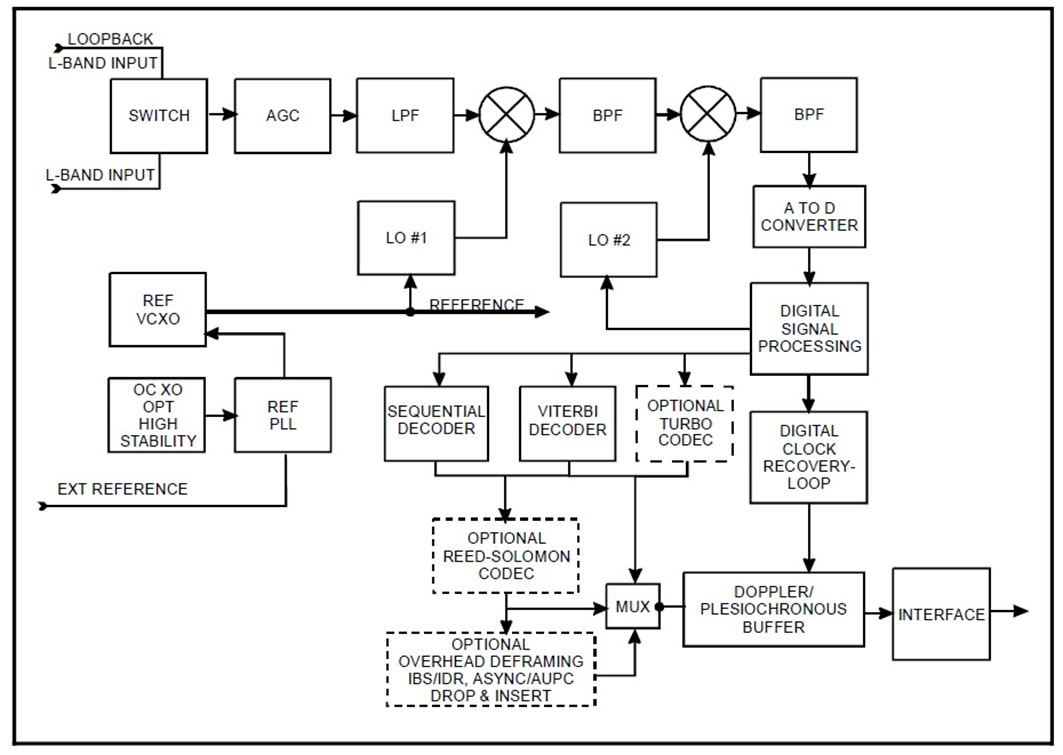 LOOPBACK
L-BAND INPUT
SWITCH
AGC
LPF
BPF
BPF
L-BAND INPUT
A TO D
CONVERTER
LO #1
LO #2
REF
VCXO
REFERENCE
DIGITAL
SIGNAL
PROCESSING
OC XO
OPT
HIGH
STABILITY
REF
PLL
SEQUENTIAL
DECODER
VITERBI
DECODER
OPTIONAL
TURBO
CODEC
DIGITAL
CLOCK
RECOVERY-
LOOP
EXT REFERENCE
OPTIONAL
REED-SOLOMON
CODEC
MUX
DOPPLER/
PLESIOCHRONOUS
BUFFER
INTERFACE
OPTIONAL
OVERHEAD DEFRAMING
IBS/IDR, ASYNC/AUPC
DROP & INSERT